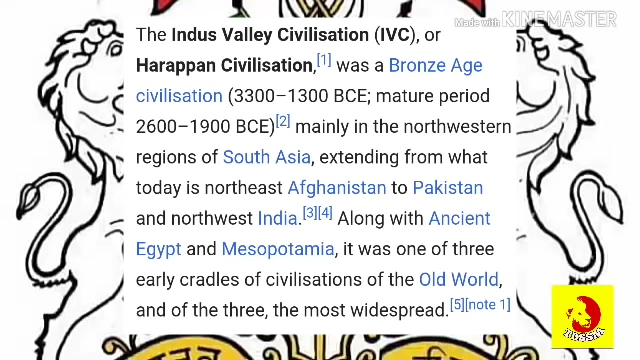 Made with KINEMASTER
The Indus Valley Civilisation (IVC), or
Harappan Civilisation,[1] was a Bronze Age
civilisation (3300–1300 BCE; mature period
2600–1900 BCE)[2] mainly in the northwestern
regions of South Asia, extending from what
today is northeast Afghanistan to Pakistan
and northwest India.[3][4] Along with Ancient
Egypt and Mesopotamia, it was one of three
early cradles of civilisations of the Old World,
and of the three, the most widespread.[5][note 1]